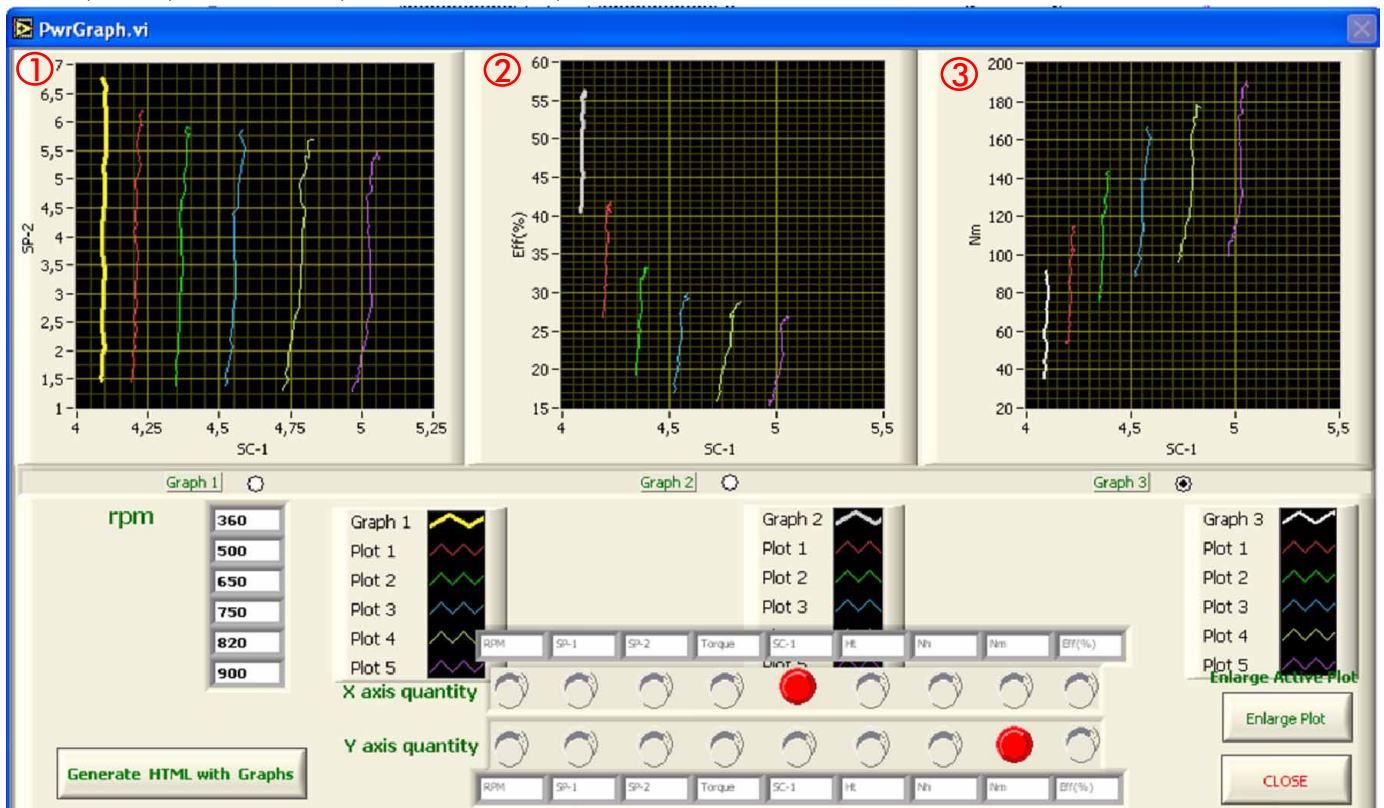 PwrGraph.vi
① ② ③
7
6,5
6
5,5
5
4,5
4
3,5
3
2,5
2
1,5
1
SP-2
4 4,25 4,5 4,75 5 5,25
SC-1
60
55
50
45
40
35
30
25
20
15
Eff(%)
4 4,5 5 5,5
SC-1
200
180
160
140
120
100
80
60
40
20
Nm
4 4,5 5 5,5
SC-1
Graph 1 Graph 2 Graph 3
rpm
360
500
650
750
820
900
Graph 1
Plot 1
Plot 2
Plot 3
Plot 4
Plot 5
Graph 2
Plot 1
Plot 2
Plot 3
Plot 5
Graph 3
Plot 1
Plot 2
Plot 3
Plot 4
Plot 5
RPM SP-1 SP-2 Torque SC-1 Ht Nh Nm Eff(%)
X axis quantity
Y axis quantity
RPM SP-1 SP-2 Torque SC-1 Ht Nh Nm Eff(%)
Enlarge Active Plot
Enlarge Plot
Generate HTML with Graphs
CLOSE